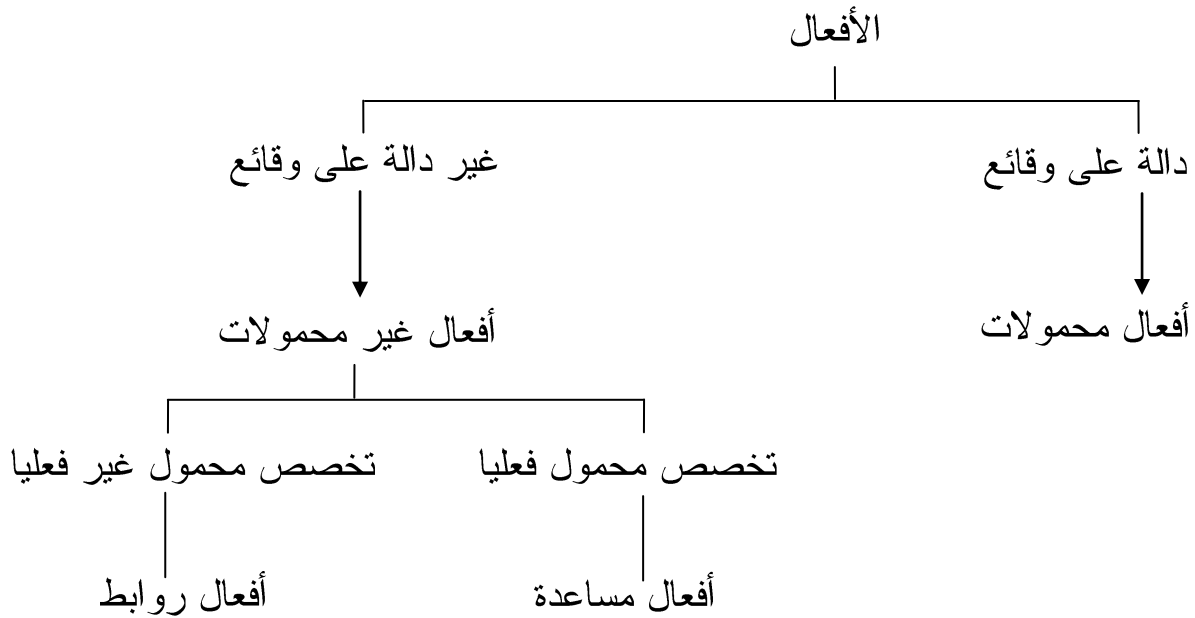 الأفعال
دالة على وقائع
غير دالة على وقائع
أفعال محمولات
أفعال غير محمولات
تخصص محمول فعليا
تخصص محمول غير فعليا
أفعال مساعدة
أفعال روابط